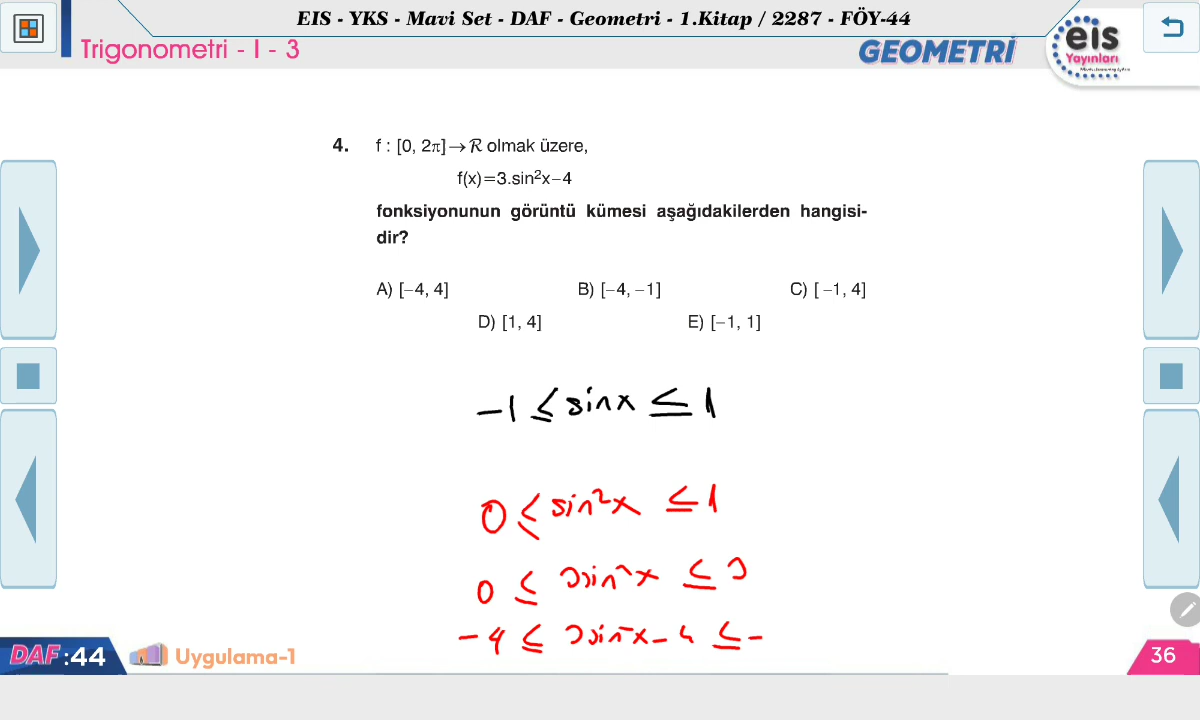 EIS - YKS - Mavi Set - DAF - Geometri - 1.Kitap / 2287 - FÖY-44
Trigonometri - I - 3
GEOMETRİ
eis
Yayınları
4. f : [0, 2π]→R olmak üzere,
f(x)=3.sin²x−4
fonksiyonunun görüntü kümesi aşağıdakilerden hangisi-
dir?
A) [−4, 4] B) [−4, −1] C) [ −1, 4]
D) [1, 4] E) [−1, 1]
−1 ≤ sinx ≤ 1
0 ≤ sin²x ≤ 1
0 ≤ 3sin²x ≤ 3
−4 ≤ 3sin²x − 4 ≤ −
DAF :44
Uygulama-1
36